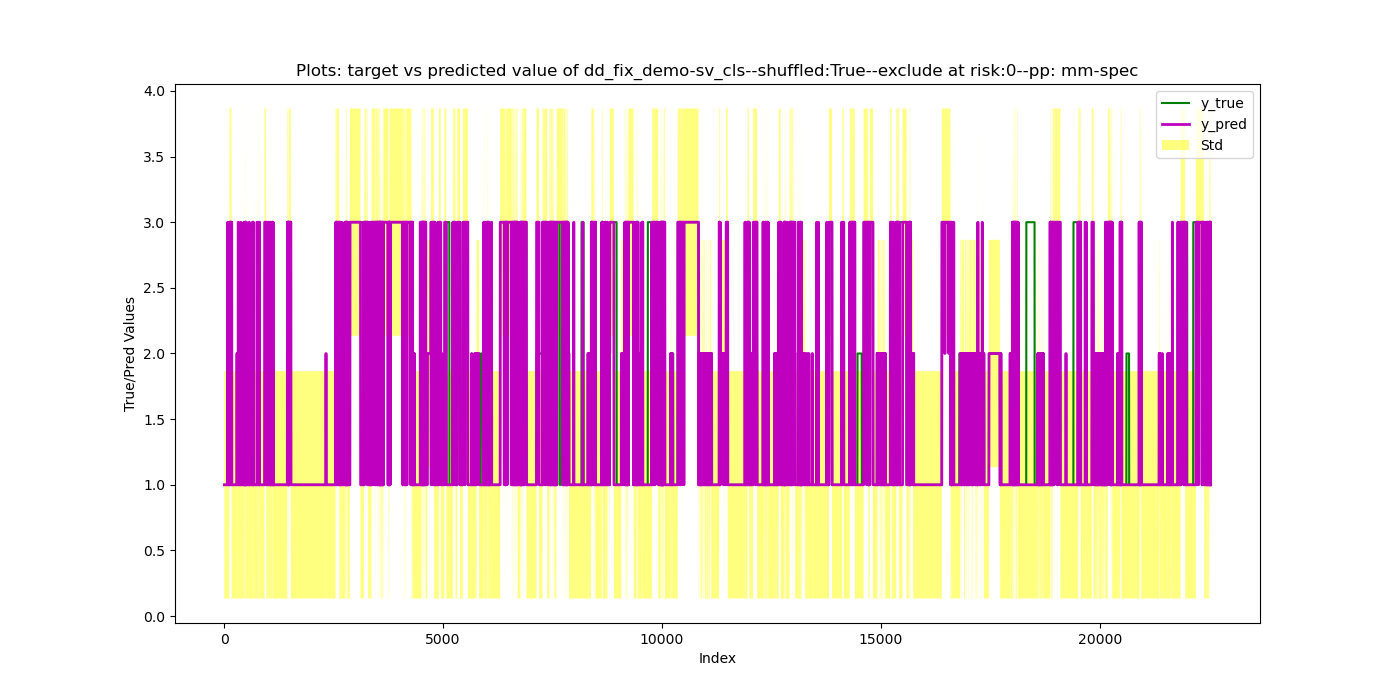 Plots: target vs predicted value of dd_fix_demo-sv_cls--shuffled:True--exclude at risk:0--pp: mm-spec
y_true
y_pred
Std
True/Pred Values
4.0
3.5
3.0
2.5
2.0
1.5
1.0
0.5
0.0
0 5000 10000 15000 20000
Index